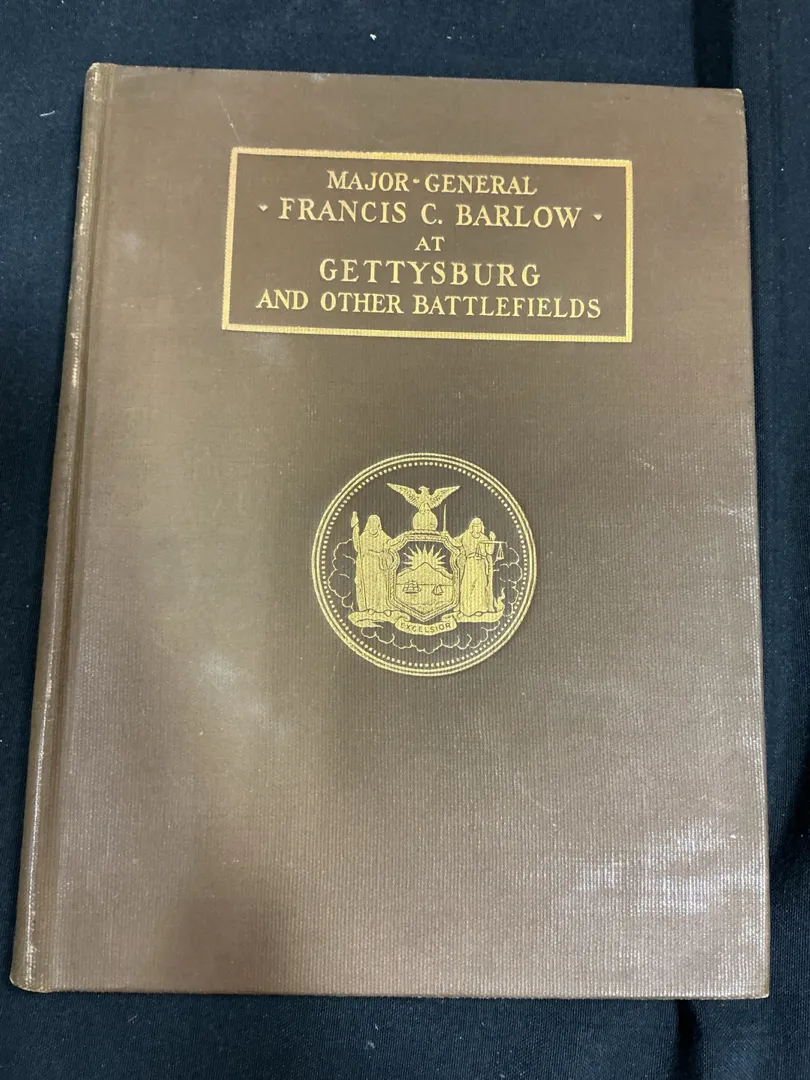 MAJOR-GENERAL
FRANCIS C. BARLOW
AT
GETTYSBURG
AND OTHER BATTLEFIELDS
EXCELSIOR